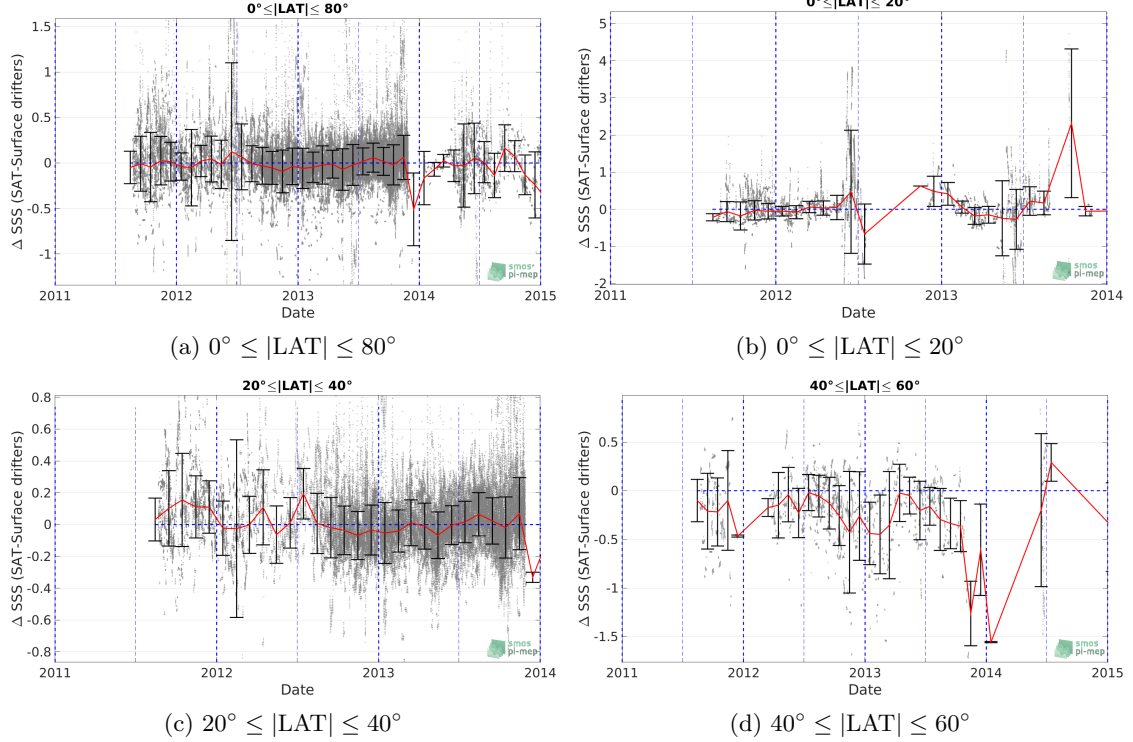 0°≤|LAT|≤ 80°
Δ SSS (SAT-Surface drifters)
1.5
1
0.5
0
-0.5
-1
2011 2012 2013 2014 2015
Date
smos
pi-mep
(a) 0° ≤ |LAT| ≤ 80°
0°≤|LAT|≤ 20°
Δ SSS (SAT-Surface drifters)
5
4
3
2
1
0
-1
-2
2011 2012 2013 2014
Date
smos
pi-mep
(b) 0° ≤ |LAT| ≤ 20°
20°≤|LAT|≤ 40°
Δ SSS (SAT-Surface drifters)
0.8
0.6
0.4
0.2
0
-0.2
-0.4
-0.6
-0.8
2011 2012 2013 2014
Date
smos
pi-mep
(c) 20° ≤ |LAT| ≤ 40°
40°≤|LAT|≤ 60°
Δ SSS (SAT-Surface drifters)
0.5
0
-0.5
-1
-1.5
2011 2012 2013 2014 2015
Date
smos
pi-mep
(d) 40° ≤ |LAT| ≤ 60°